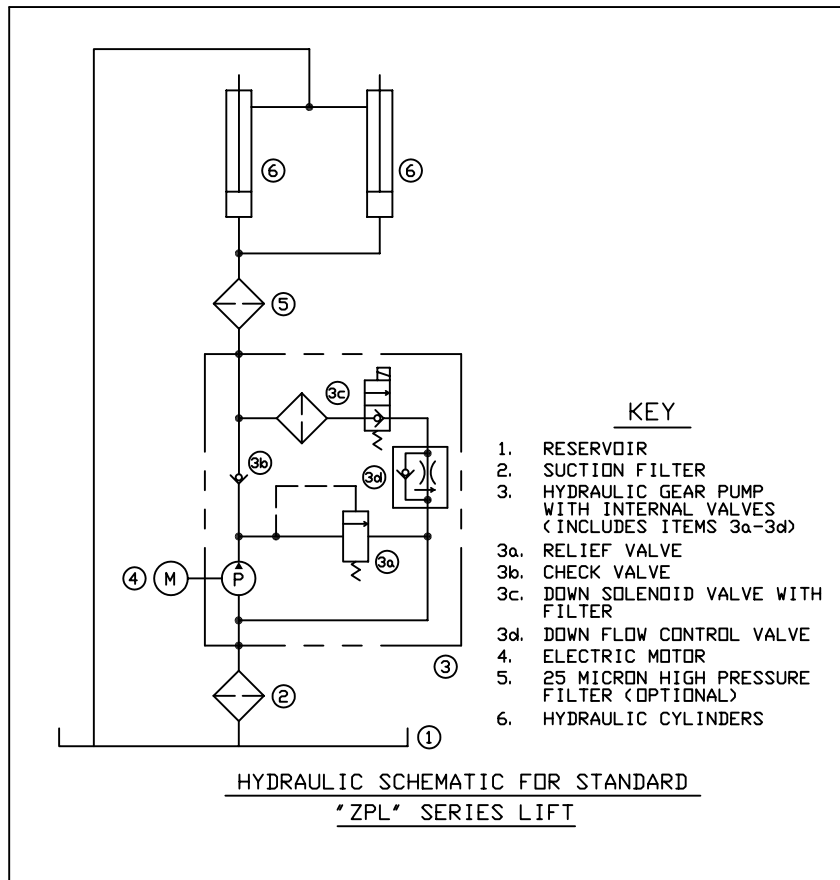 6
6
5
3c
3b
3d
3a
4
M
P
3
2
1
KEY
1. RESERVOIR
2. SUCTION FILTER
3. HYDRAULIC GEAR PUMP
WITH INTERNAL VALVES
(INCLUDES ITEMS 3a-3d)
3a. RELIEF VALVE
3b. CHECK VALVE
3c. DOWN SOLENOID VALVE WITH
FILTER
3d. DOWN FLOW CONTROL VALVE
4. ELECTRIC MOTOR
5. 25 MICRON HIGH PRESSURE
FILTER (OPTIONAL)
6. HYDRAULIC CYLINDERS
HYDRAULIC SCHEMATIC FOR STANDARD
"ZPL" SERIES LIFT